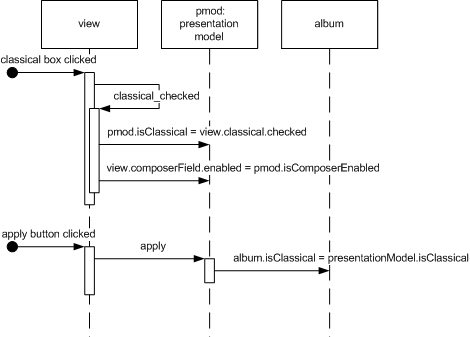 view
pmod:
presentation
model
album
classical box clicked
classical_checked
pmod.isClassical = view.classical.checked
view.composerField.enabled = pmod.isComposerEnabled
apply button clicked
apply
album.isClassical = presentationModel.isClassical